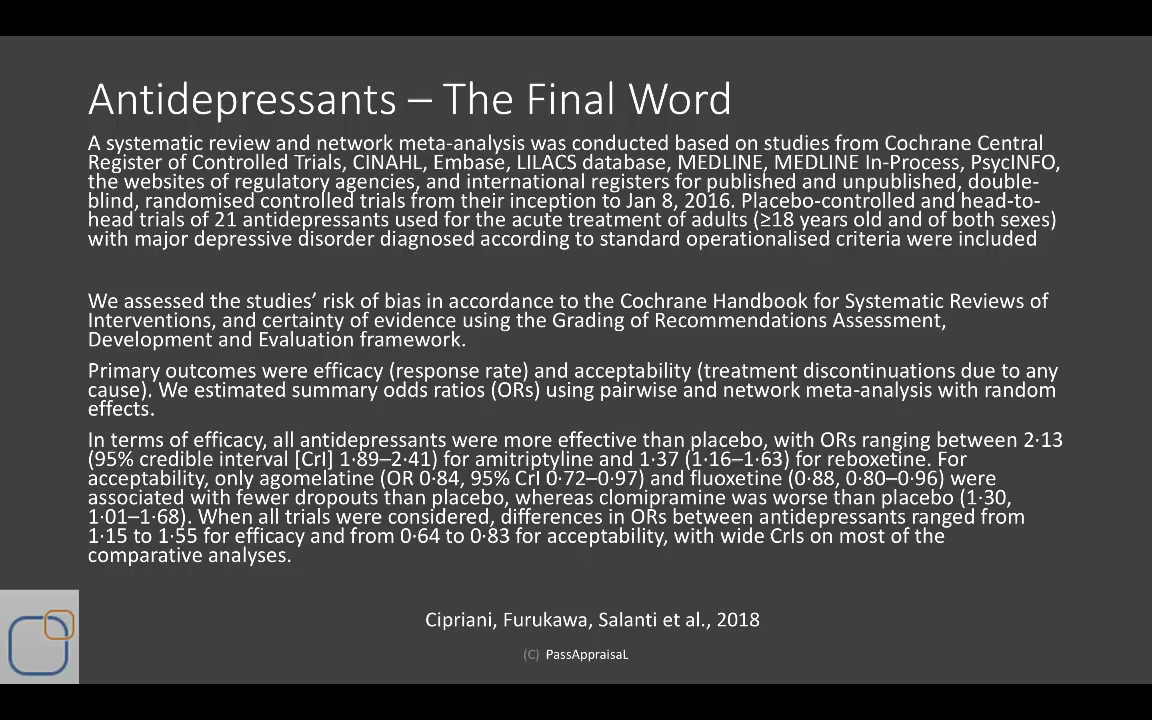 Antidepressants – The Final Word
A systematic review and network meta-analysis was conducted based on studies from Cochrane Central
Register of Controlled Trials, CINAHL, Embase, LILACS database, MEDLINE, MEDLINE In-Process, PsycINFO,
the websites of regulatory agencies, and international registers for published and unpublished, double-
blind, randomised controlled trials from their inception to Jan 8, 2016. Placebo-controlled and head-to-
head trials of 21 antidepressants used for the acute treatment of adults (≥18 years old and of both sexes)
with major depressive disorder diagnosed according to standard operationalised criteria were included
We assessed the studies’ risk of bias in accordance to the Cochrane Handbook for Systematic Reviews of
Interventions, and certainty of evidence using the Grading of Recommendations Assessment,
Development and Evaluation framework.
Primary outcomes were efficacy (response rate) and acceptability (treatment discontinuations due to any
cause). We estimated summary odds ratios (ORs) using pairwise and network meta-analysis with random
effects.
In terms of efficacy, all antidepressants were more effective than placebo, with ORs ranging between 2·13
(95% credible interval [CrI] 1·89–2·41) for amitriptyline and 1·37 (1·16–1·63) for reboxetine. For
acceptability, only agomelatine (OR 0·84, 95% CrI 0·72–0·97) and fluoxetine (0·88, 0·80–0·96) were
associated with fewer dropouts than placebo, whereas clomipramine was worse than placebo (1·30,
1·01–1·68). When all trials were considered, differences in ORs between antidepressants ranged from
1·15 to 1·55 for efficacy and from 0·64 to 0·83 for acceptability, with wide CrIs on most of the
comparative analyses.
Cipriani, Furukawa, Salanti et al., 2018
(C) PassAppraisaL